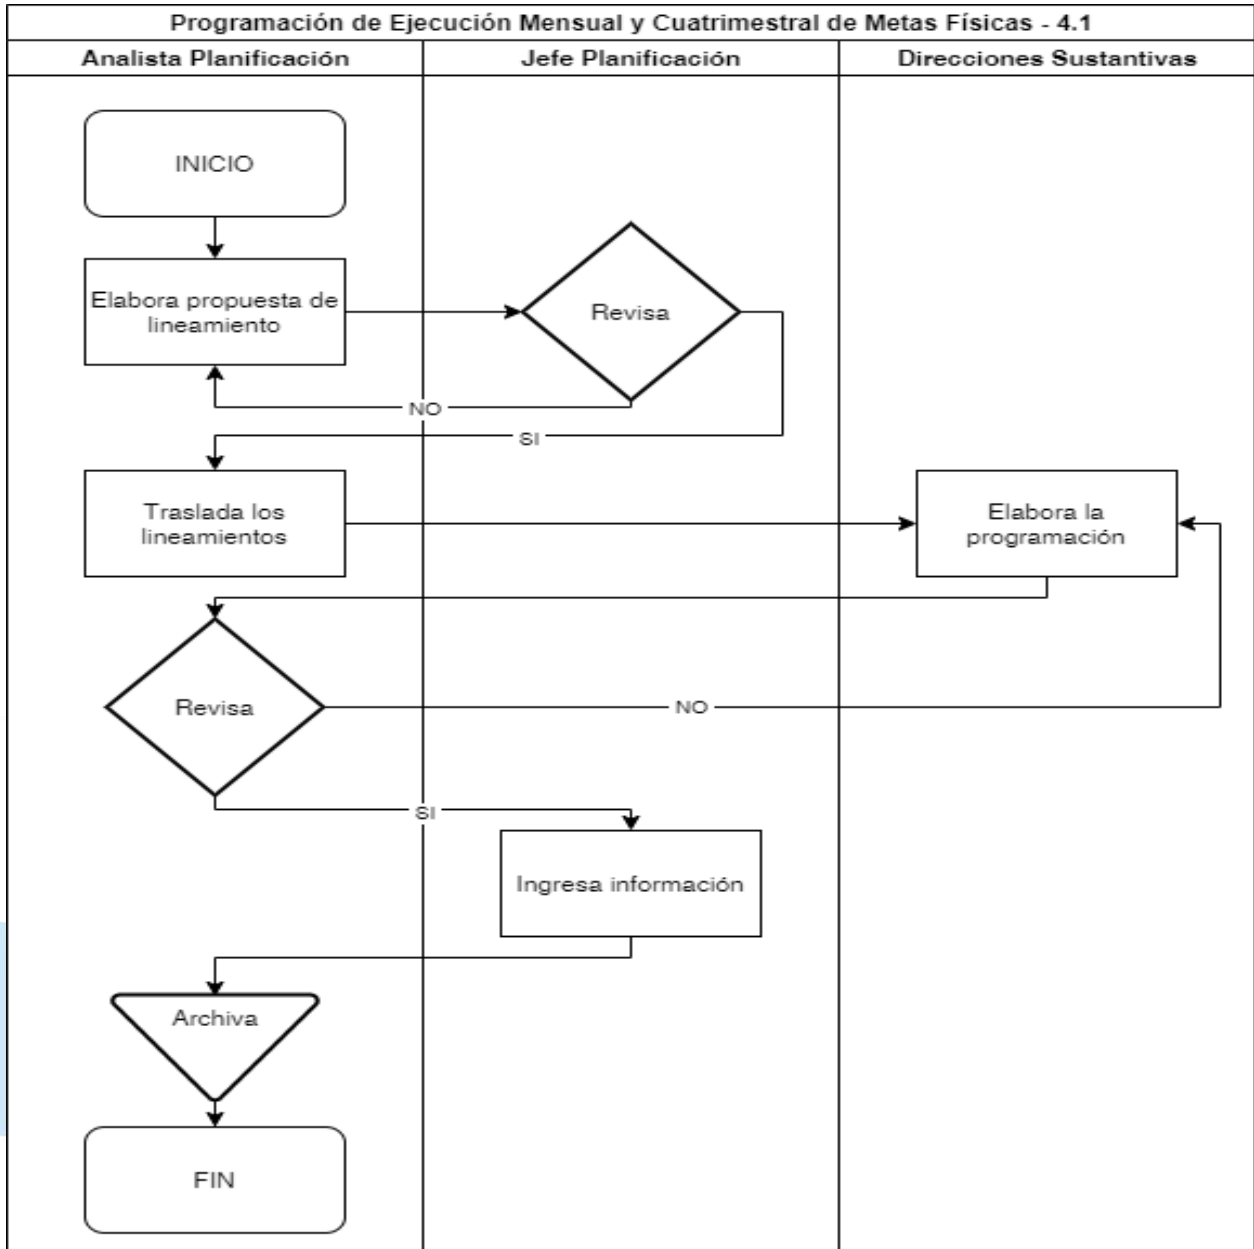 Programación de Ejecución Mensual y Cuatrimestral de Metas Físicas - 4.1
Analista Planificación
Jefe Planificación
Direcciones Sustantivas
INICIO
Elabora propuesta de
lineamiento
Revisa
NO
SI
Traslada los
lineamientos
Elabora la
programación
Revisa
NO
SI
Ingresa información
Archiva
FIN